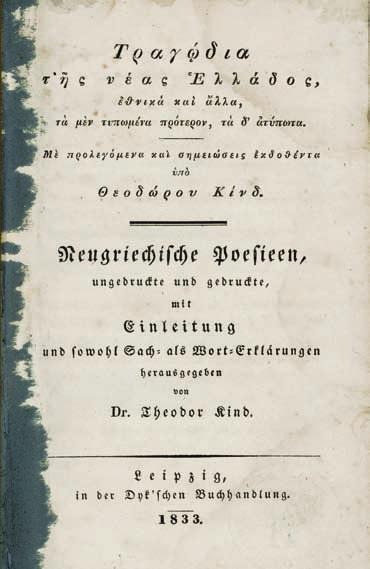 Τραγῴδια
τῆς νέας Ἑλλάδος,
ἐθνικὰ καὶ ἄλλα,
τὰ μὲν τυπωμένα πρότερον, τὰ δ' ἀτύπωτα.
Μὲ προλεγόμενα καὶ σημειώσεις ἐκδοθέντα
ὑπὸ
Θεοδώρου Κίνδ.
Neugriechische Poesieen,
ungedruckte und gedruckte,
mit
Einleitung
und sowohl Sach- als Wort-Erklärungen
herausgegeben
von
Dr. Theodor Kind.
Leipzig,
in der Dyk'schen Buchhandlung.
1833.